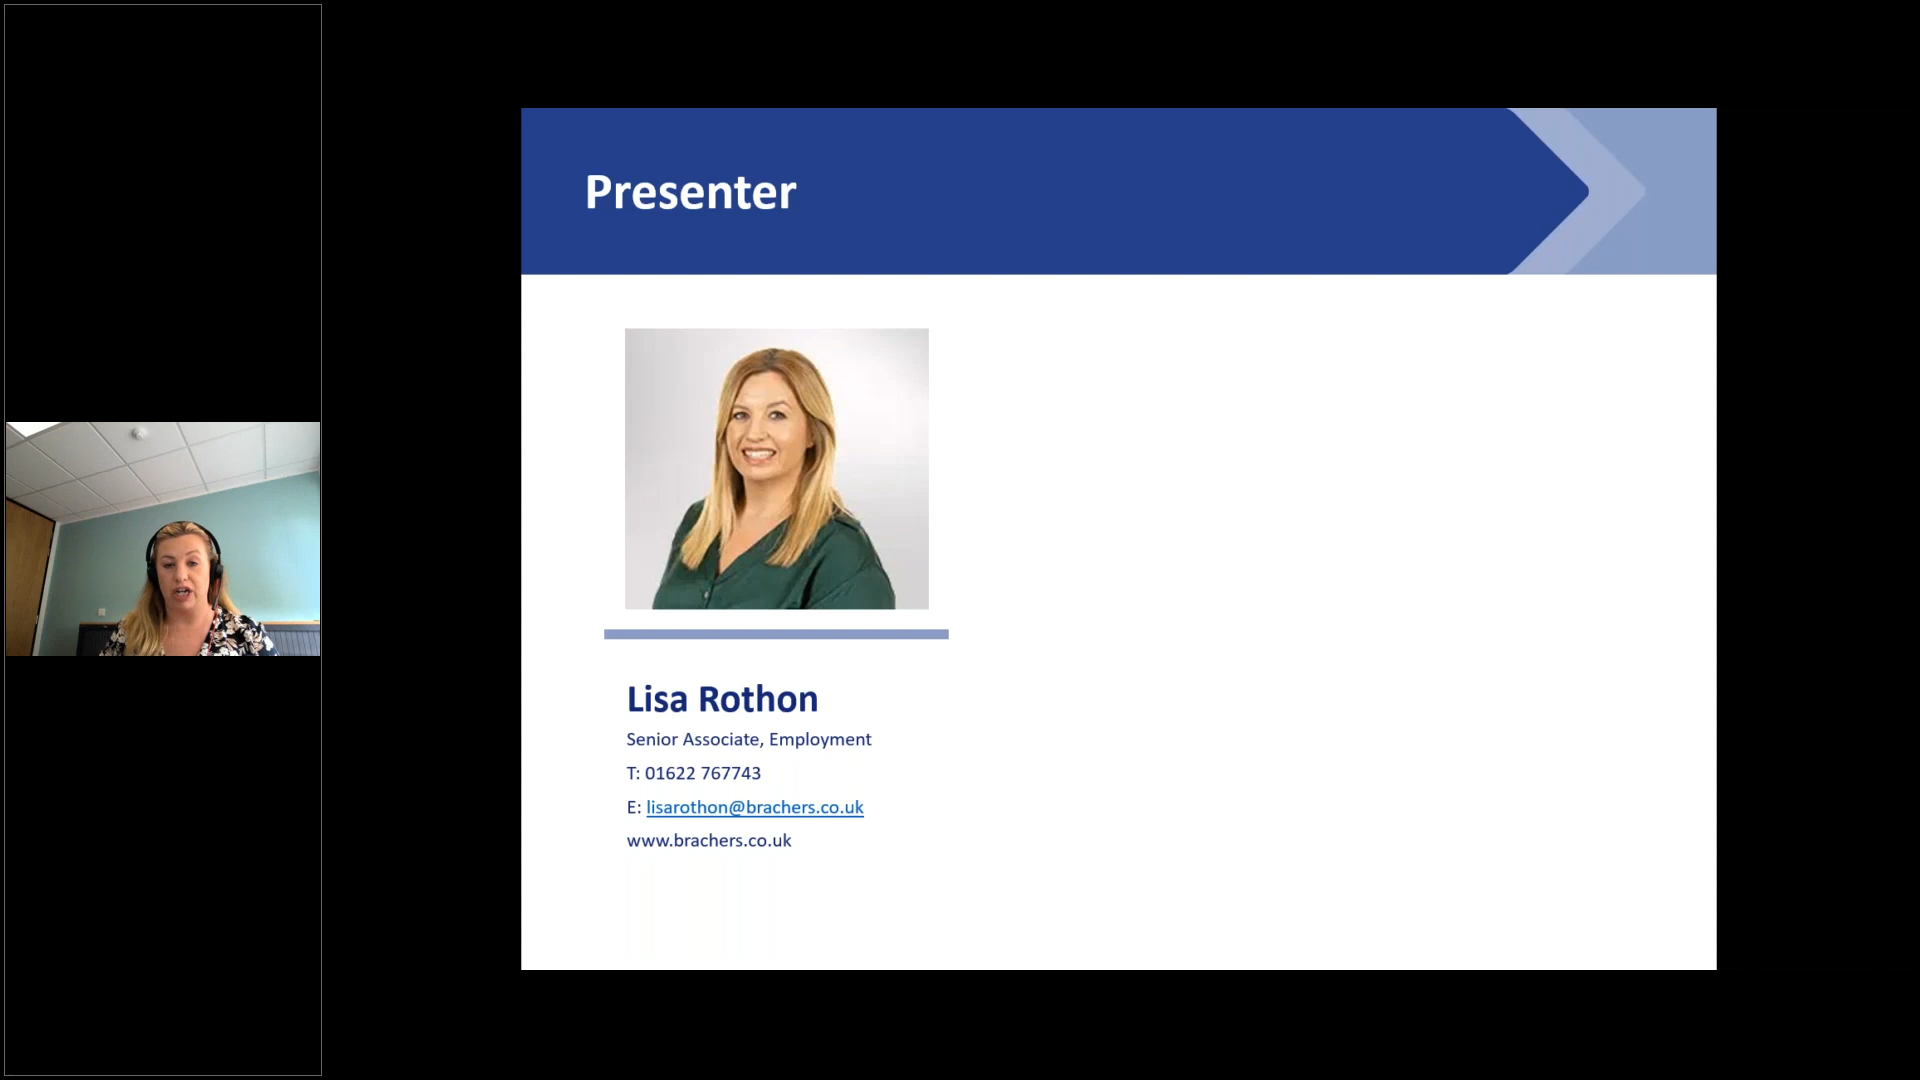 Presenter
Lisa Rothon
Senior Associate, Employment
T: 01622 767743
E: lisarothon@brachers.co.uk
www.brachers.co.uk